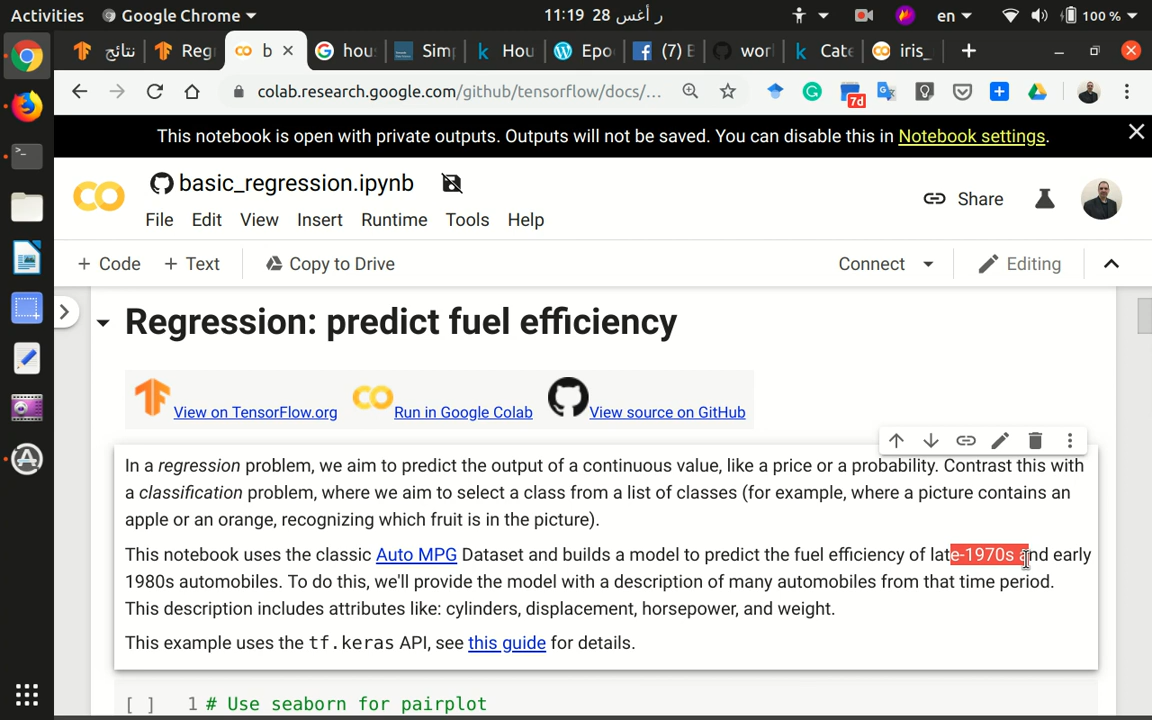 Activities Google Chrome ر أغس 28 11:19 en 100 %
نتائج Reg b hou Sim Hou Epo (7) E wor Cate iris_
colab.research.google.com/github/tensorflow/docs/... 7d
This notebook is open with private outputs. Outputs will not be saved. You can disable this in Notebook settings.
basic_regression.ipynb
Share
File Edit View Insert Runtime Tools Help
+ Code + Text Copy to Drive Connect Editing
Regression: predict fuel efficiency
View on TensorFlow.org Run in Google Colab View source on GitHub
In a regression problem, we aim to predict the output of a continuous value, like a price or a probability. Contrast this with
a classification problem, where we aim to select a class from a list of classes (for example, where a picture contains an
apple or an orange, recognizing which fruit is in the picture).
This notebook uses the classic Auto MPG Dataset and builds a model to predict the fuel efficiency of late-1970s and early
1980s automobiles. To do this, we'll provide the model with a description of many automobiles from that time period.
This description includes attributes like: cylinders, displacement, horsepower, and weight.
This example uses the tf.keras API, see this guide for details.
[ ] 1 # Use seaborn for pairplot